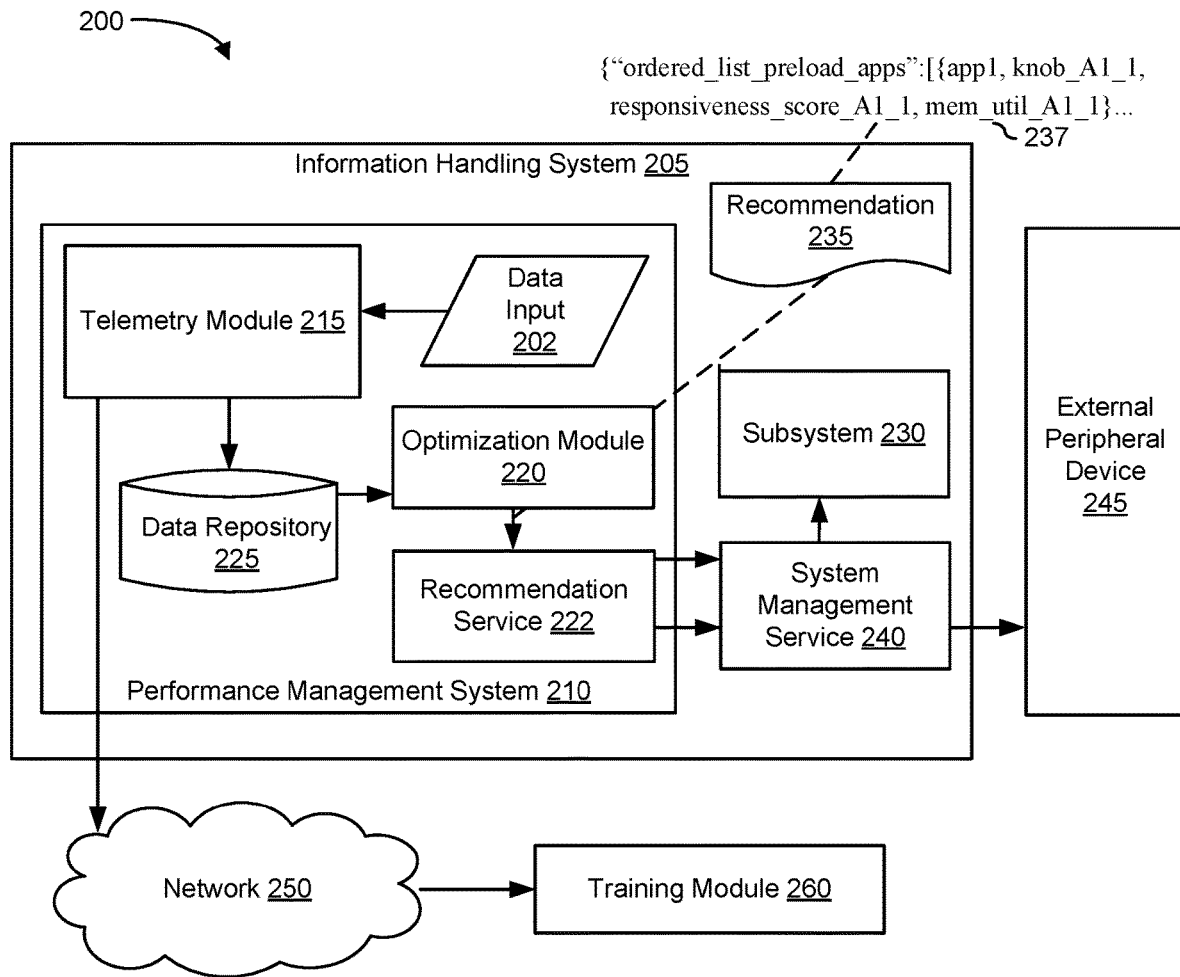 200
{“ordered_list_preload_apps”:[{app1, knob_A1_1,
responsiveness_score_A1_1, mem_util_A1_1}...
237
Information Handling System 205
Recommendation
235
Data
Input
202
Telemetry Module 215
External
Peripheral
Device
245
Optimization Module
220
Subsystem 230
Data Repository
225
Recommendation
Service 222
System
Management
Service 240
Performance Management System 210
Network 250
Training Module 260